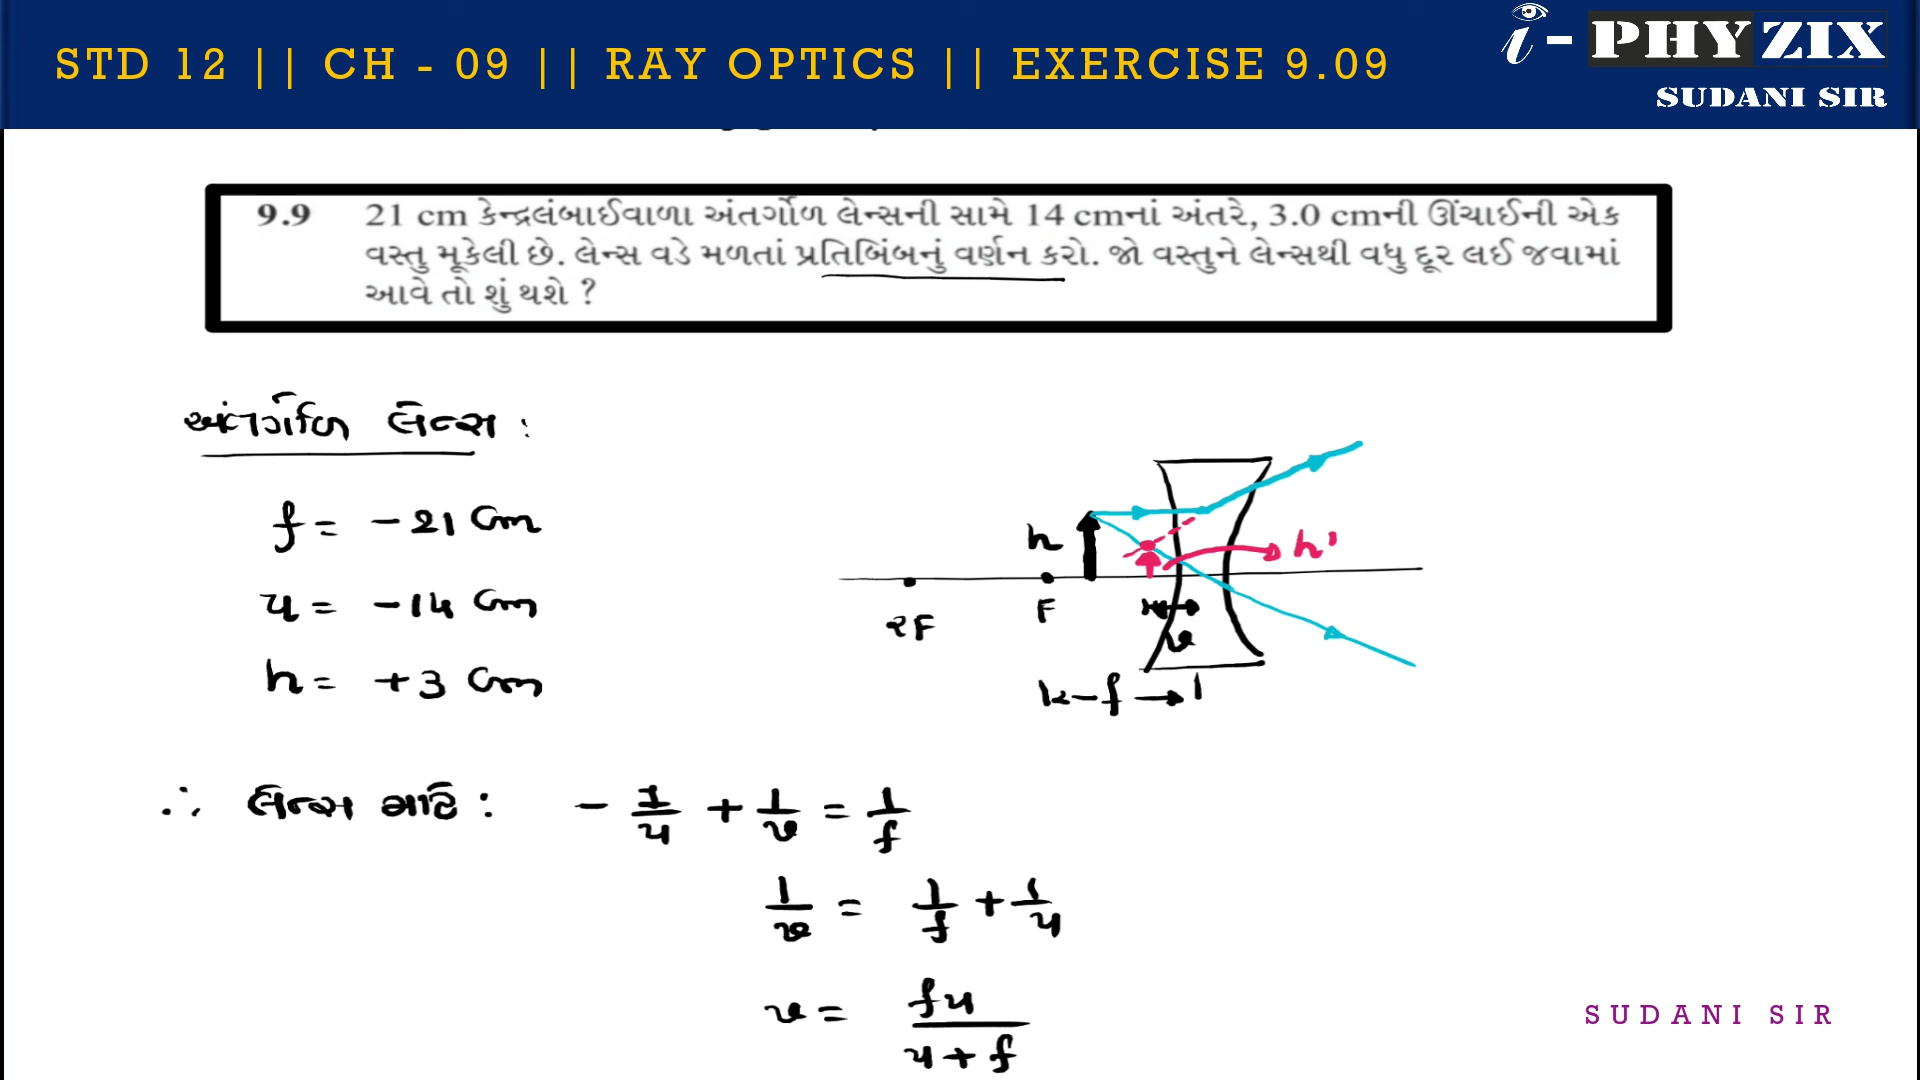 STD 12 || CH - 09 || RAY OPTICS || EXERCISE 9.09
i - PHYZIX
SUDANI SIR
9.9 21 cm કેન્દ્રલંબાઈવાળા અંતર્ગોળ લેન્સની સામે 14 cmનાં અંતરે, 3.0 cmની ઊંચાઈની એક
વસ્તુ મૂકેલી છે. લેન્સ વડે મળતાં પ્રતિબિંબનું વર્ણન કરો. જો વસ્તુને લેન્સથી વધુ દૂર લઈ જવામાં
આવે તો શું થશે ?
અંતર્ગોળ લેન્સ :
f = - 21 cm
u = - 14 cm
h = + 3 cm
h
h'
2F
F
v
f
∴ લેન્સ માટે : - 1/u + 1/v = 1/f
1/v = 1/f + 1/u
v = fu/(u + f)
SUDANI SIR